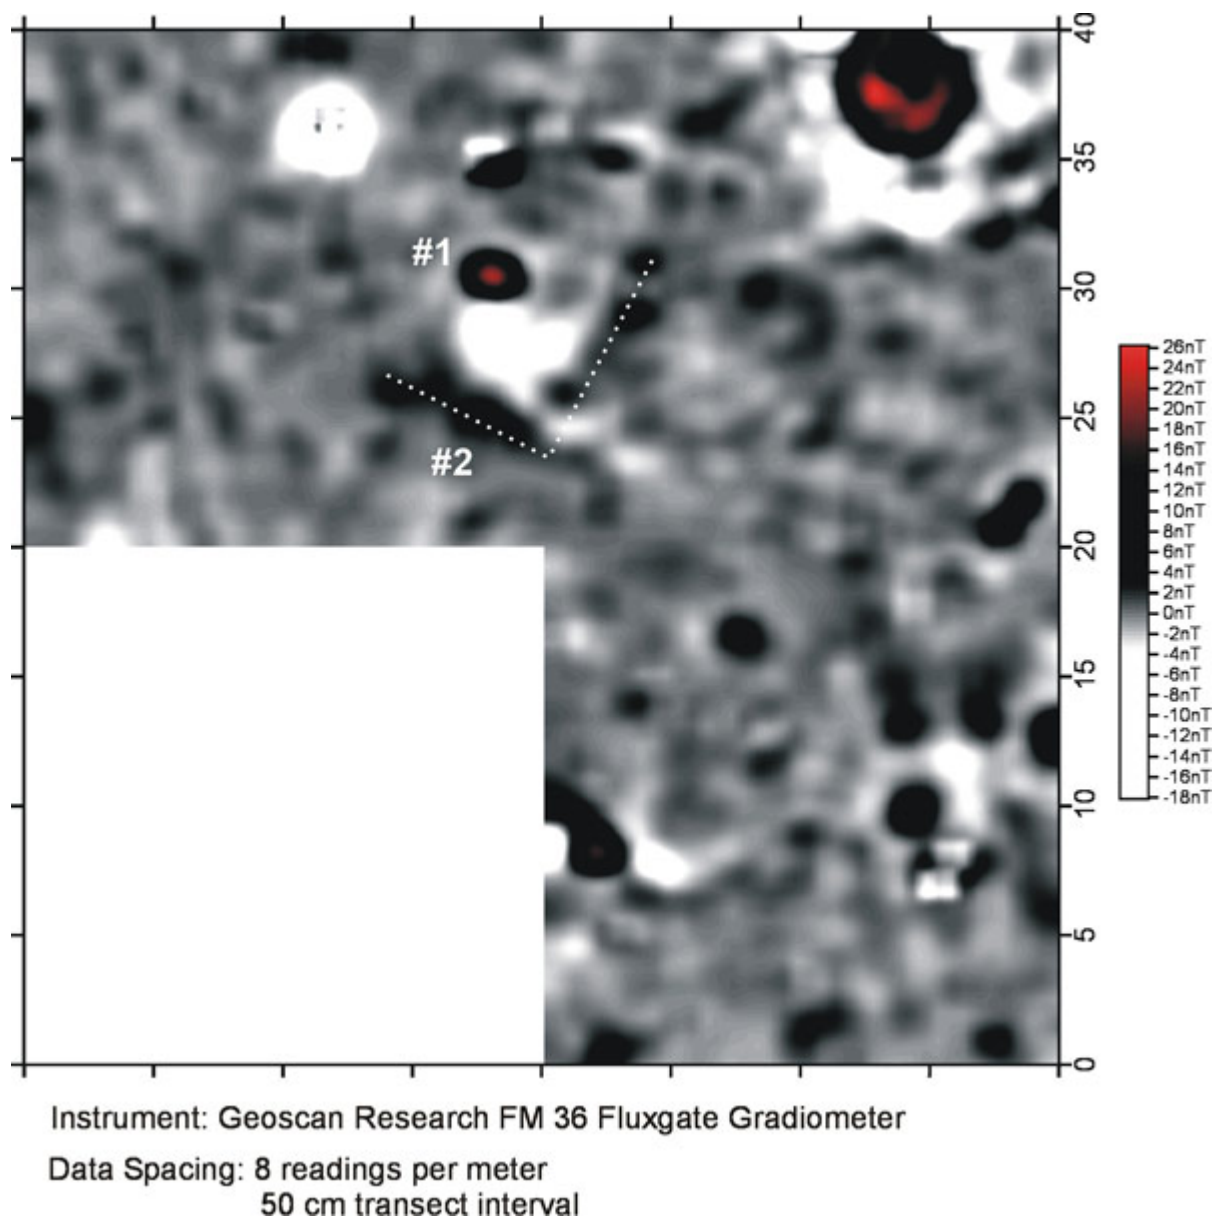 40
35
#1
30
25
#2
20
15
10
5
0
26nT
24nT
22nT
20nT
18nT
16nT
14nT
12nT
10nT
8nT
6nT
4nT
2nT
0nT
-2nT
-4nT
-6nT
-8nT
-10nT
-12nT
-14nT
-16nT
-18nT
Instrument: Geoscan Research FM 36 Fluxgate Gradiometer
Data Spacing: 8 readings per meter
50 cm transect interval